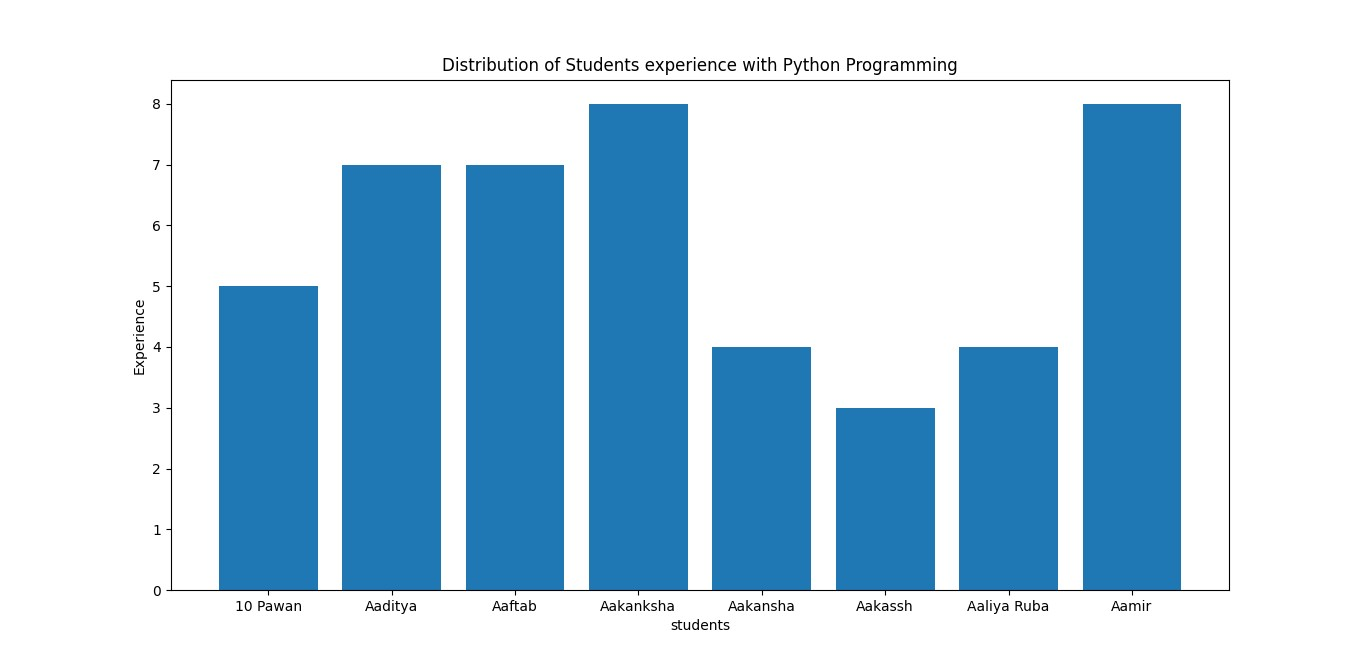 Distribution of Students experience with Python Programming
8
7
6
5
4
3
2
1
0
Experience
10 Pawan Aaditya Aaftab Aakanksha Aakansha Aakassh Aaliya Ruba Aamir
students